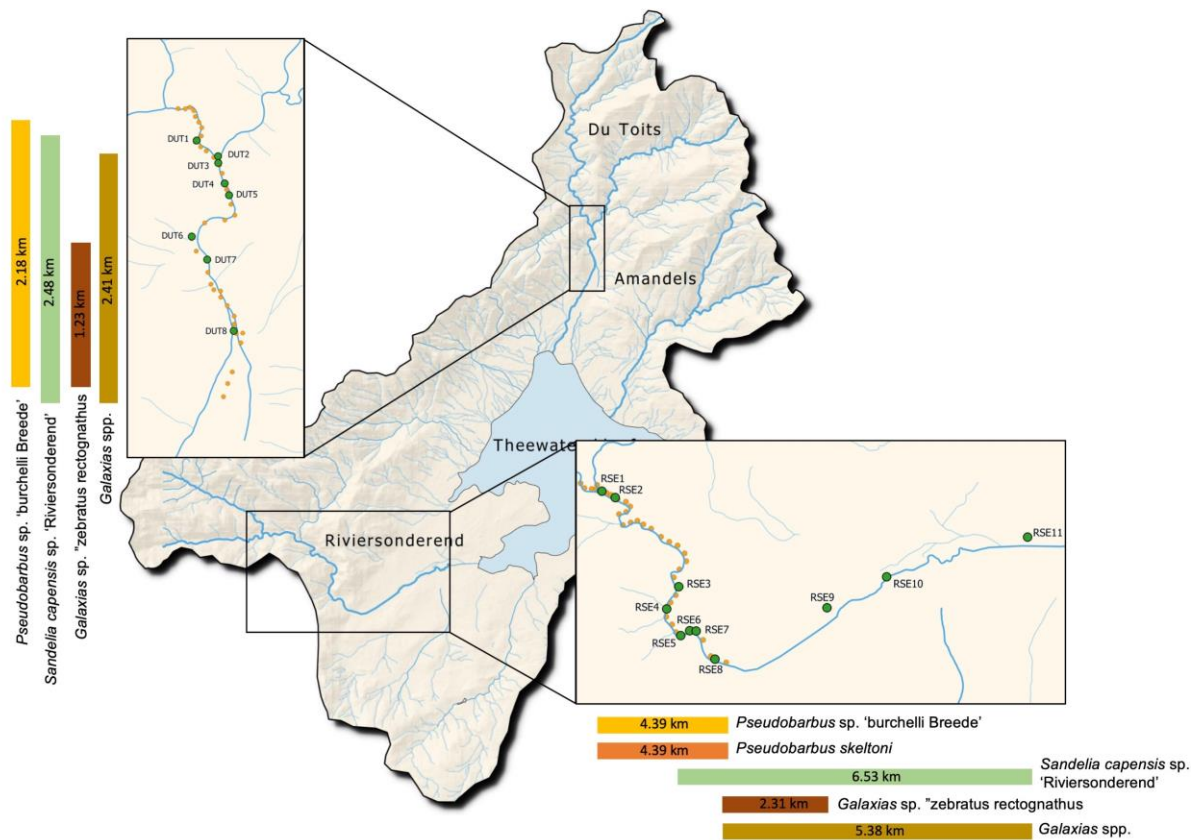 Du Toits
Amandels
Riviersonderend
DUT1
DUT2
DUT3
DUT4
DUT5
DUT6
DUT7
DUT8
2.18 km
2.48 km
1.23 km
2.41 km
Pseudobarbus sp. ‘burchelli Breede’
Sandelia capensis sp. ‘Riviersonderend’
Galaxias sp. "zebratus rectognathus
Galaxias spp.
RSE1
RSE2
RSE3
RSE4
RSE5
RSE6
RSE7
RSE8
RSE9
RSE10
RSE11
4.39 km Pseudobarbus sp. ‘burchelli Breede’
4.39 km Pseudobarbus skeltoni
6.53 km Sandelia capensis sp.
‘Riviersonderend’
2.31 km Galaxias sp. "zebratus rectognathus
5.38 km Galaxias spp.